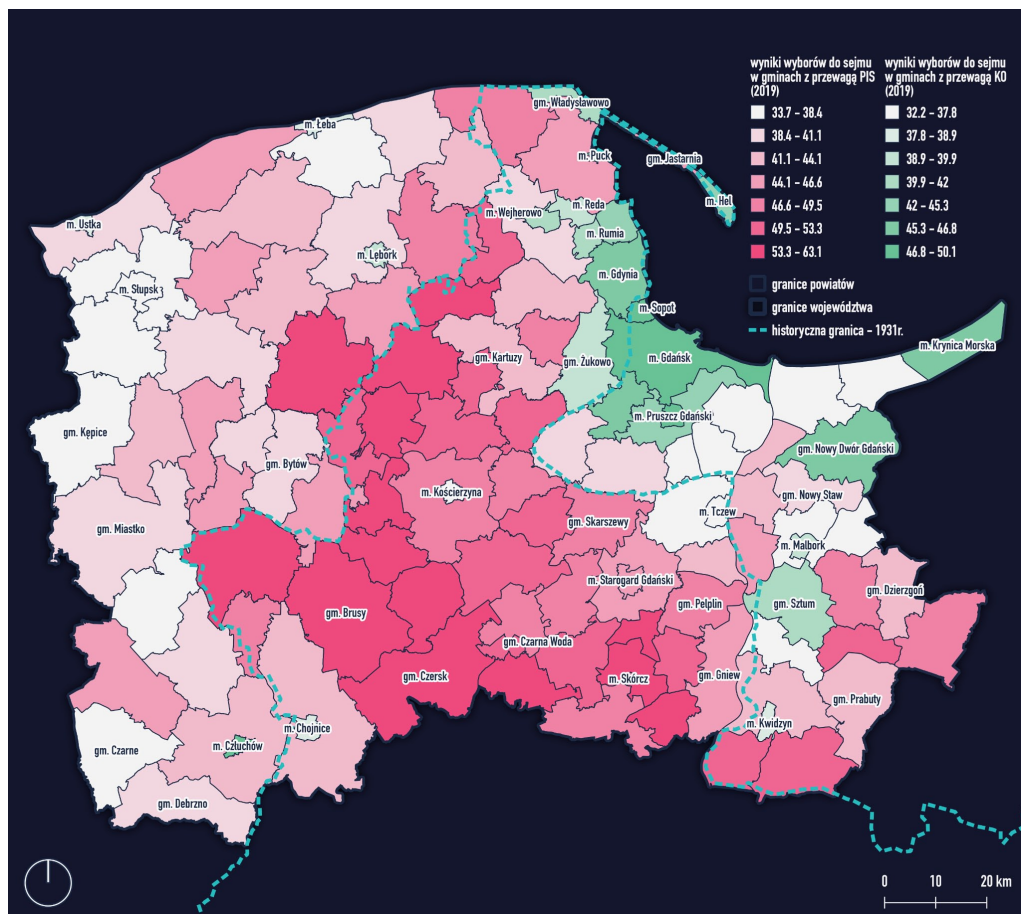 wyniki wyborów do sejmu
w gminach z przewagą PIS
(2019)
33.7 – 38.4
38.4 – 41.1
41.1 – 44.1
44.1 – 46.6
46.6 – 49.5
49.5 – 53.3
53.3 – 63.1
wyniki wyborów do sejmu
w gminach z przewagą KO
(2019)
32.2 – 37.8
37.8 – 38.9
38.9 – 39.9
39.9 – 42
42 – 45.3
45.3 – 46.8
46.8 – 50.1
granice powiatów
granice województwa
historyczna granica – 1931r.
gm. Władysławowo
m. Łeba
m. Puck
gm. Jastarnia
m. Hel
m. Reda
m. Wejherowo
m. Ustka
m. Rumia
m. Lębork
m. Gdynia
m. Słupsk
m. Sopot
m. Krynica Morska
gm. Kartuzy
gm. Żukowo
m. Gdańsk
m. Pruszcz Gdański
gm. Kępice
gm. Nowy Dwór Gdański
gm. Bytów
m. Kościerzyna
gm. Nowy Staw
m. Tczew
gm. Skarszewy
gm. Miastko
m. Malbork
m. Starogard Gdański
gm. Dzierzgoń
gm. Pelplin
gm. Sztum
gm. Brusy
gm. Czarna Woda
gm. Czersk
m. Skórcz
gm. Gniew
gm. Prabuty
m. Kwidzyn
m. Chojnice
m. Człuchów
gm. Czarne
gm. Debrzno
0 10 20 km